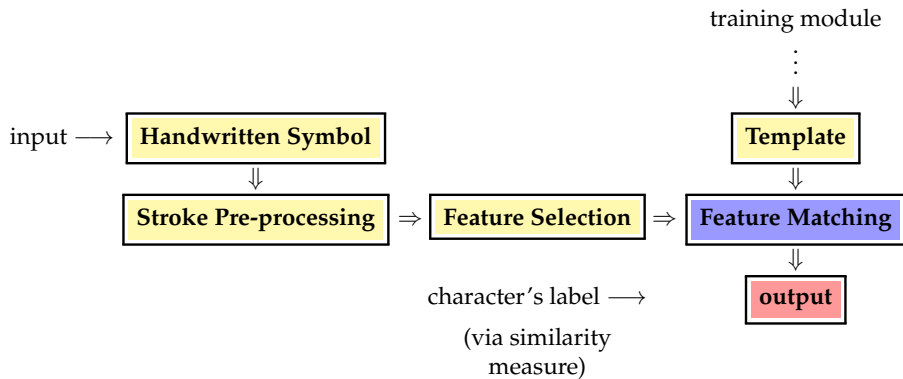 training module
⋮
⇓
input ⟶ Handwritten Symbol
Template
⇓ ⇓
Stroke Pre-processing ⇒ Feature Selection ⇒ Feature Matching
⇓
character's label ⟶ output
(via similarity
measure)